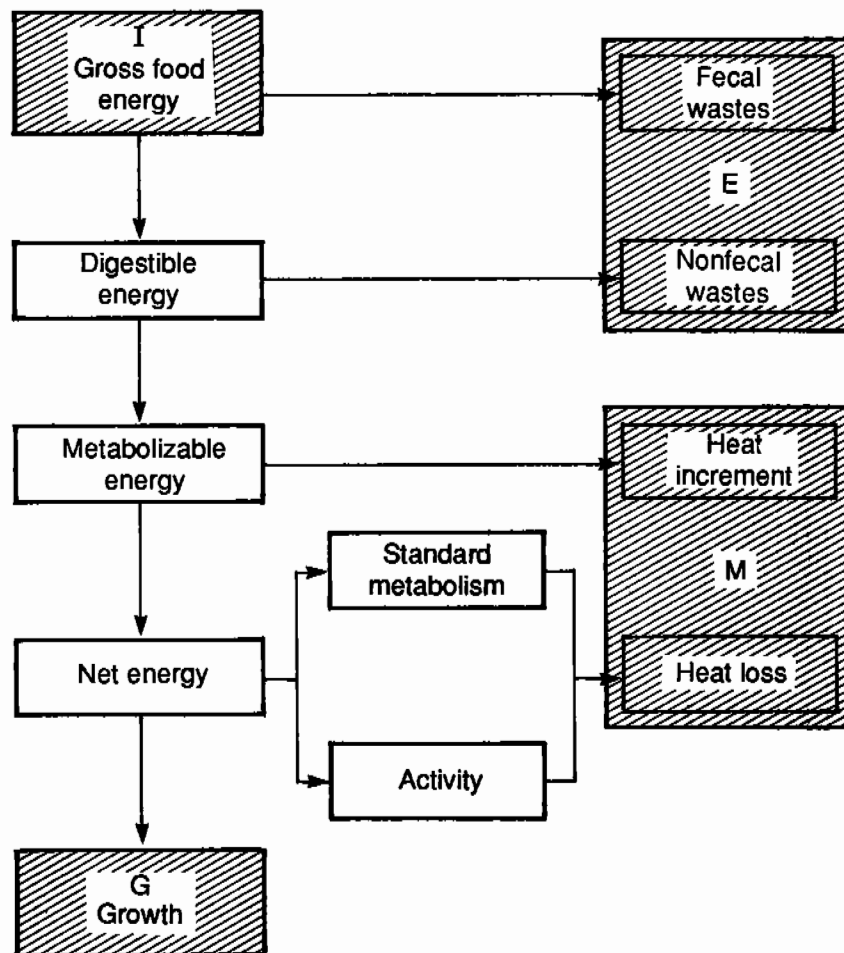 I
Gross food
energy
Fecal
wastes
E
Digestible
energy
Nonfecal
wastes
Metabolizable
energy
Heat
increment
Standard
metabolism
M
Net energy
Heat loss
Activity
G
Growth